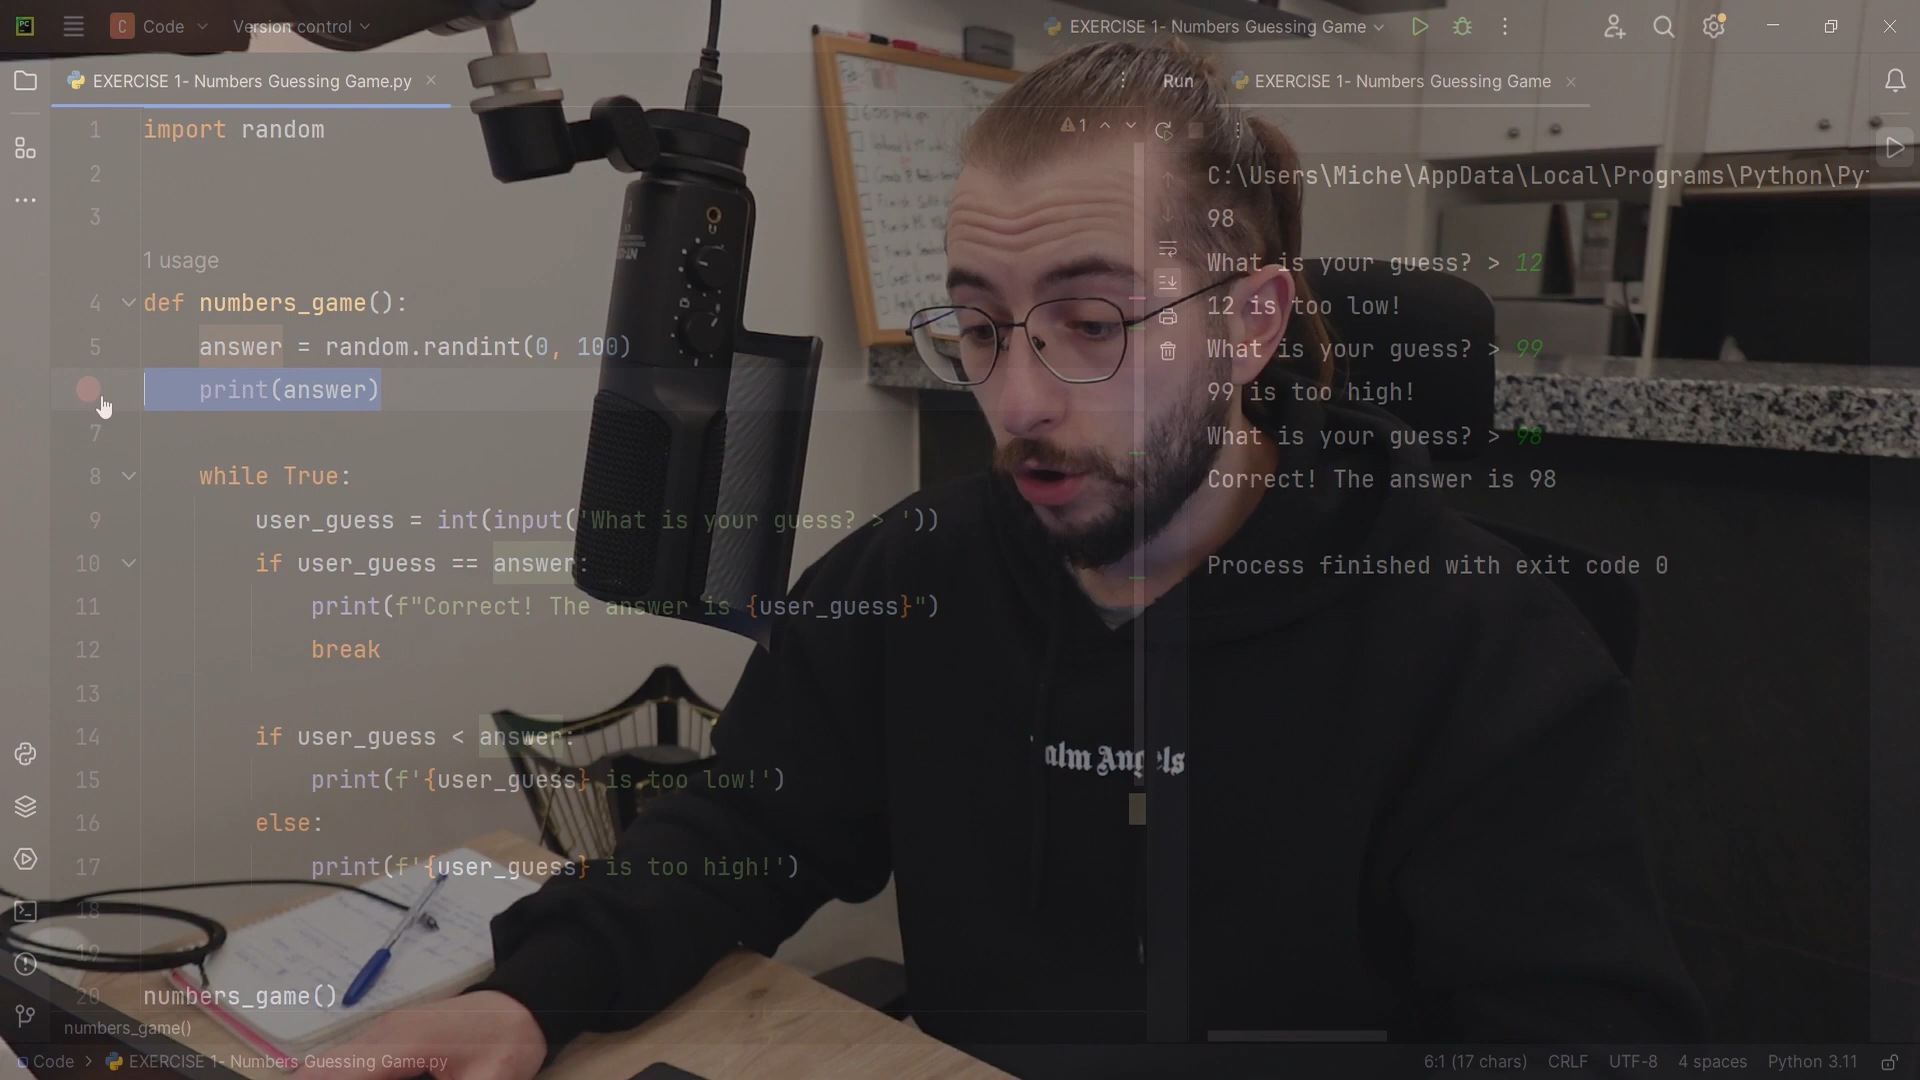 PC
C Code
Version control
EXERCISE 1- Numbers Guessing Game
EXERCISE 1- Numbers Guessing Game.py
1 import random
2
3
1 usage
4 def numbers_game():
5 answer = random.randint(0, 100)
print(answer)
7
8 while True:
9 user_guess = int(input('What is your guess? > '))
10 if user_guess == answer:
11 print(f"Correct! The answer is {user_guess}")
12 break
13
14 if user_guess < answer:
15 print(f'{user_guess} is too low!')
16 else:
17 print(f'{user_guess} is too high!')
18
19
20 numbers_game()
numbers_game()
Code > EXERCISE 1- Numbers Guessing Game.py
1
Run
EXERCISE 1- Numbers Guessing Game
C:\Users\Miche\AppData\Local\Programs\Python\Py
98
What is your guess? > 12
12 is too low!
What is your guess? > 99
99 is too high!
What is your guess? > 98
Correct! The answer is 98
Process finished with exit code 0
6:1 (17 chars) CRLF UTF-8 4 spaces Python 3.11
alm Angels